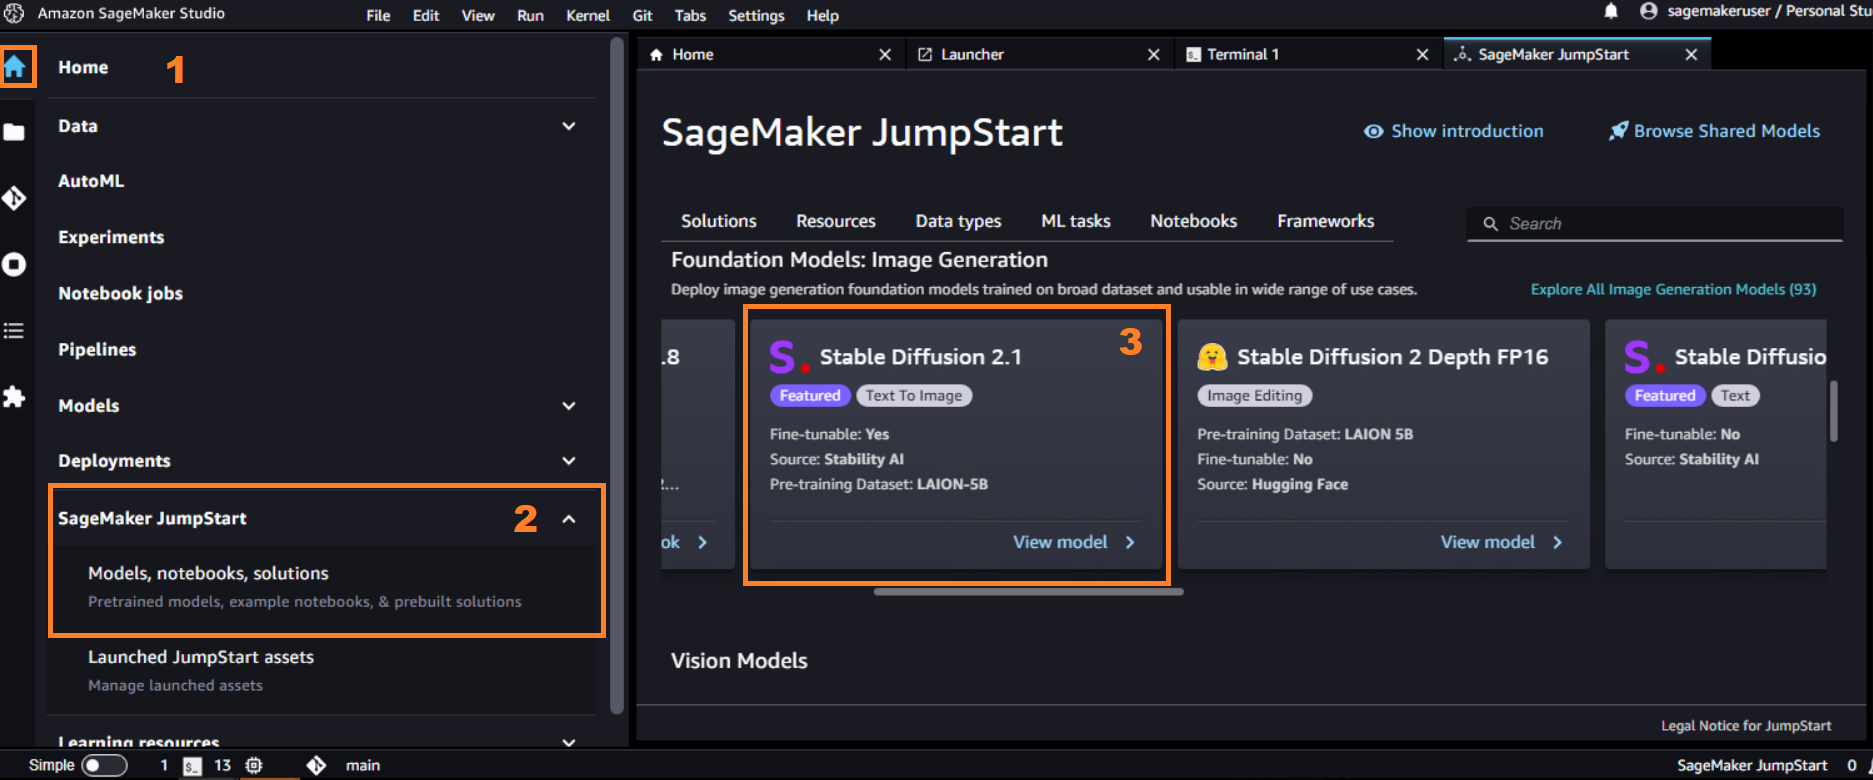 Amazon SageMaker Studio
File Edit View Run Kernel Git Tabs Settings Help
sagemakeruser / Personal Stu
Home 1
Data
AutoML
Experiments
Notebook jobs
Pipelines
Models
Deployments
SageMaker JumpStart 2
Models, notebooks, solutions
Pretrained models, example notebooks, & prebuilt solutions
Launched JumpStart assets
Manage launched assets
Learning resources
Home Launcher Terminal 1 SageMaker JumpStart
SageMaker JumpStart
Show introduction Browse Shared Models
Solutions Resources Data types ML tasks Notebooks Frameworks
Search
Foundation Models: Image Generation
Deploy image generation foundation models trained on broad dataset and usable in wide range of use cases.
Explore All Image Generation Models (93)
.8
2...
ok
3
S. Stable Diffusion 2.1
Featured Text To Image
Fine-tunable: Yes
Source: Stability AI
Pre-training Dataset: LAION-5B
View model
Stable Diffusion 2 Depth FP16
Image Editing
Pre-training Dataset: LAION 5B
Fine-tunable: No
Source: Hugging Face
View model
S. Stable Diffusio
Featured Text
Fine-tunable: No
Source: Stability AI
Vision Models
Legal Notice for JumpStart
Simple 1 $_ 13 main
SageMaker JumpStart 0